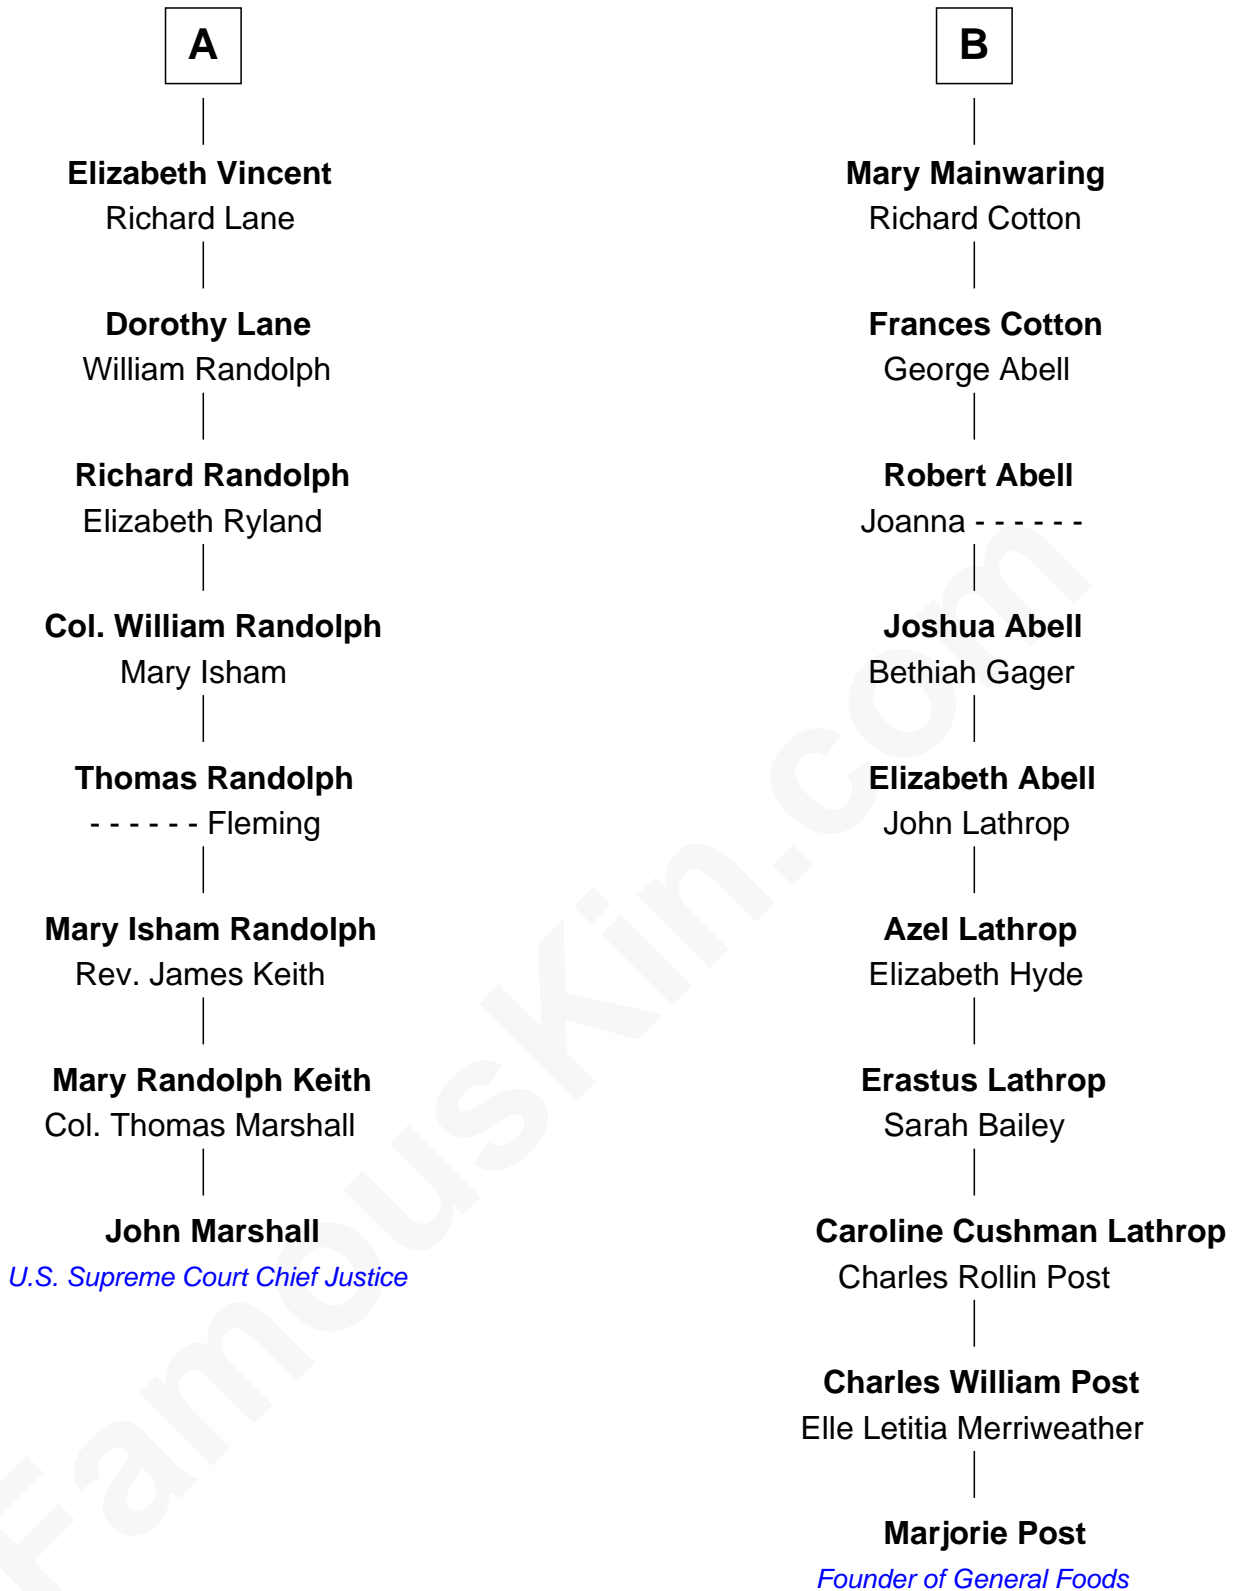 A
Elizabeth Vincent
Richard Lane
Dorothy Lane
William Randolph
Richard Randolph
Elizabeth Ryland
Col. William Randolph
Mary Isham
Thomas Randolph
- - - - - - Fleming
Mary Isham Randolph
Rev. James Keith
Mary Randolph Keith
Col. Thomas Marshall
John Marshall
U.S. Supreme Court Chief Justice
B
Mary Mainwaring
Richard Cotton
Frances Cotton
George Abell
Robert Abell
Joanna - - - - - -
Joshua Abell
Bethiah Gager
Elizabeth Abell
John Lathrop
Azel Lathrop
Elizabeth Hyde
Erastus Lathrop
Sarah Bailey
Caroline Cushman Lathrop
Charles Rollin Post
Charles William Post
Elle Letitia Merriweather
Marjorie Post
Founder of General Foods
FamousKin.com